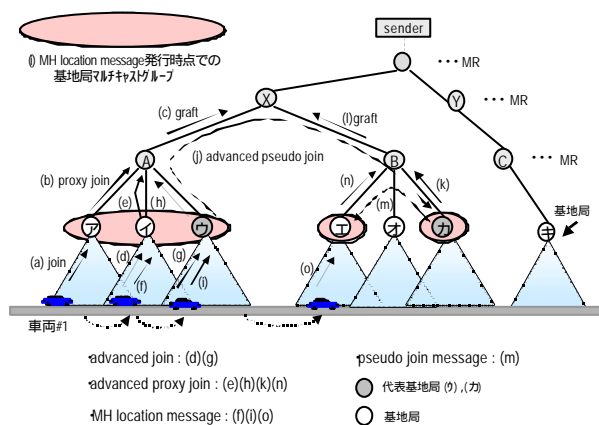 sender
(i) MH location message発行時点での
基地局マルチキャストグループ
… MR
X
(c) graft
(l)graft
Y
… MR
A
(j) advanced pseudo join
B
C
… MR
(b) proxy join
(n)
(k)
(e)
(h)
(m)
基地局
ア
イ
ウ
エ
オ
カ
キ
(a) join
(d)
(g)
(f)
(i)
(o)
車両#1
•advanced join : (d)(g)
•pseudo join message : (m)
•advanced proxy join : (e)(h)(k)(n)
代表基地局 (ウ),(カ)
•MH location message : (f)(i)(o)
基地局